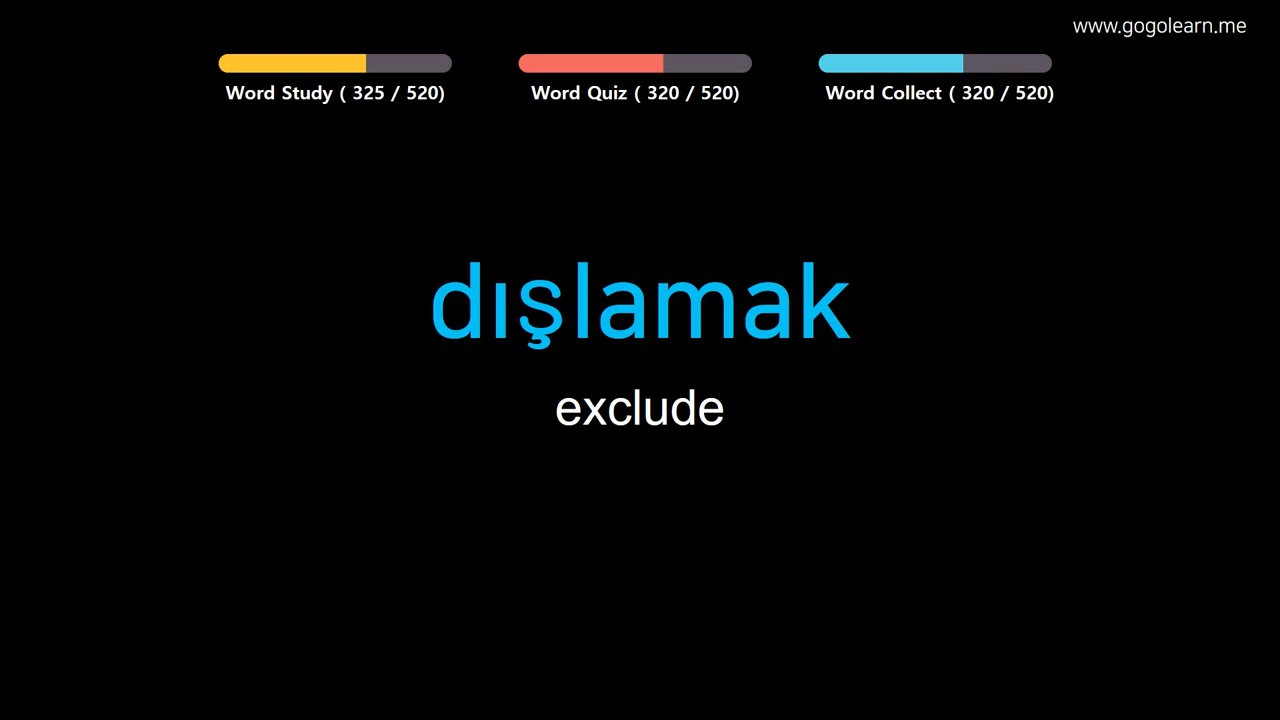 www.gogolearn.me
Word Study ( 325 / 520)
Word Quiz ( 320 / 520)
Word Collect ( 320 / 520)
dışlamak
exclude